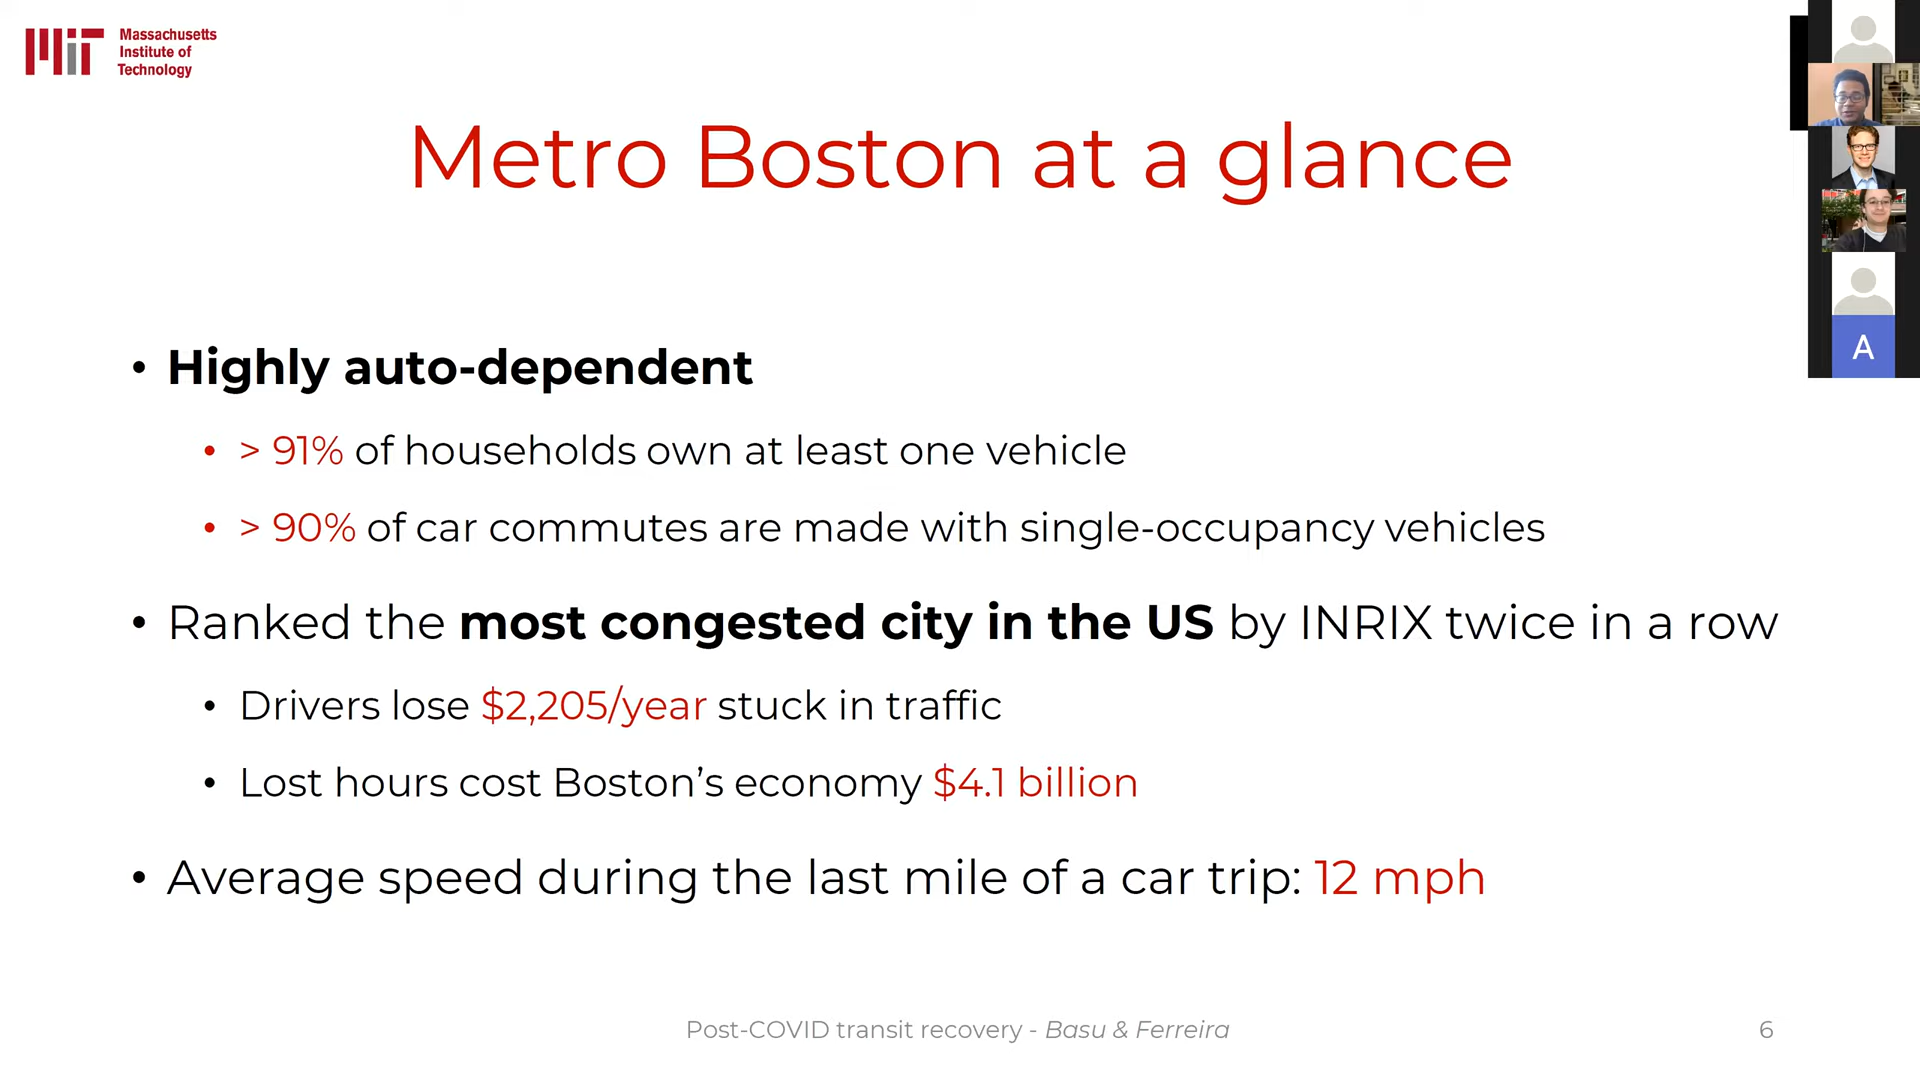 Massachusetts
Institute of
Technology
Metro Boston at a glance
• Highly auto-dependent
• > 91% of households own at least one vehicle
• > 90% of car commutes are made with single-occupancy vehicles
• Ranked the most congested city in the US by INRIX twice in a row
• Drivers lose $2,205/year stuck in traffic
• Lost hours cost Boston’s economy $4.1 billion
• Average speed during the last mile of a car trip: 12 mph
Post-COVID transit recovery - Basu & Ferreira
6
A